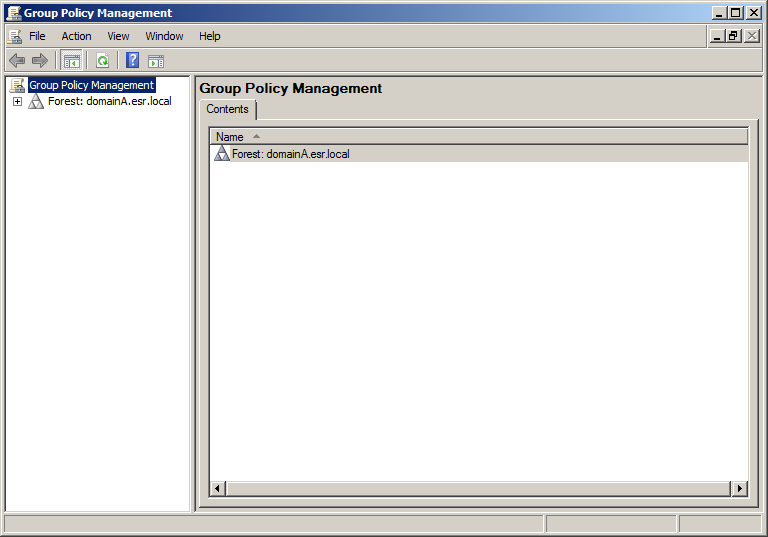 Group Policy Management
File Action View Window Help
Group Policy Management
Forest: domainA.esr.local
Group Policy Management
Contents
Name
Forest: domainA.esr.local